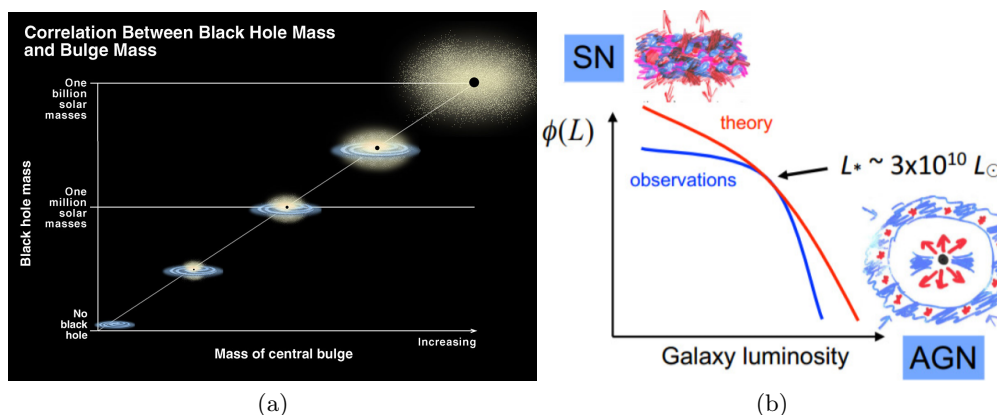 Correlation Between Black Hole Mass
and Bulge Mass
One
billion
solar
masses
One
million
solar
masses
No
black
hole
Black hole mass
Mass of central bulge
Increasing
(a)
SN
ϕ(L)
theory
observations
L* ~ 3x10¹⁰ L⊙
Galaxy luminosity
AGN
(b)